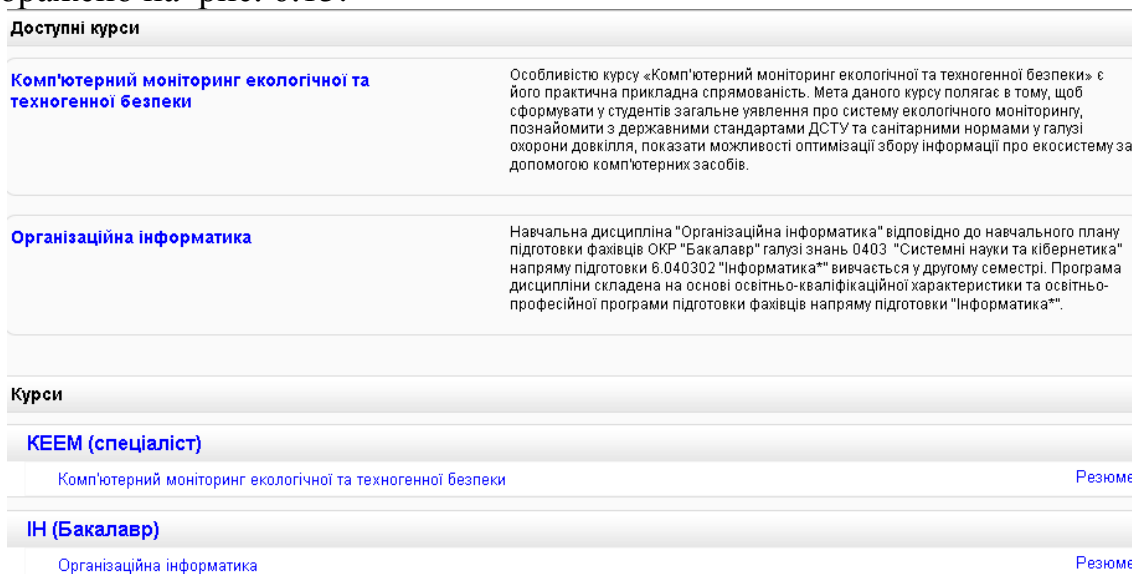 Доступні курси
Комп'ютерний моніторинг екологічної та
техногенної безпеки
Особливістю курсу «Комп'ютерний моніторинг екологічної та техногенної безпеки» є
його практична прикладна спрямованість. Мета даного курсу полягає в тому, щоб
сформувати у студентів загальне уявлення про систему екологічного моніторингу,
познайомити з державними стандартами ДСТУ та санітарними нормами у галузі
охорони довкілля, показати можливості оптимізації збору інформації про екосистему за
допомогою комп'ютерних засобів.
Організаційна інформатика
Навчальна дисципліна "Організаційна інформатика" відповідно до навчального плану
підготовки фахівців ОКР "Бакалавр" галузі знань 0403 "Системні науки та кібернетика"
напряму підготовки 6.040302 "Інформатика*" вивчається у другому семестрі. Програма
дисципліни складена на основі освітньо-кваліфікаційної характеристики та освітньо-
професійної програми підготовки фахівців напряму підготовки "Інформатика*".
Курси
КЕЕМ (спеціаліст)
Комп'ютерний моніторинг екологічної та техногенної безпеки Резюме
ІН (Бакалавр)
Організаційна інформатика Резюме